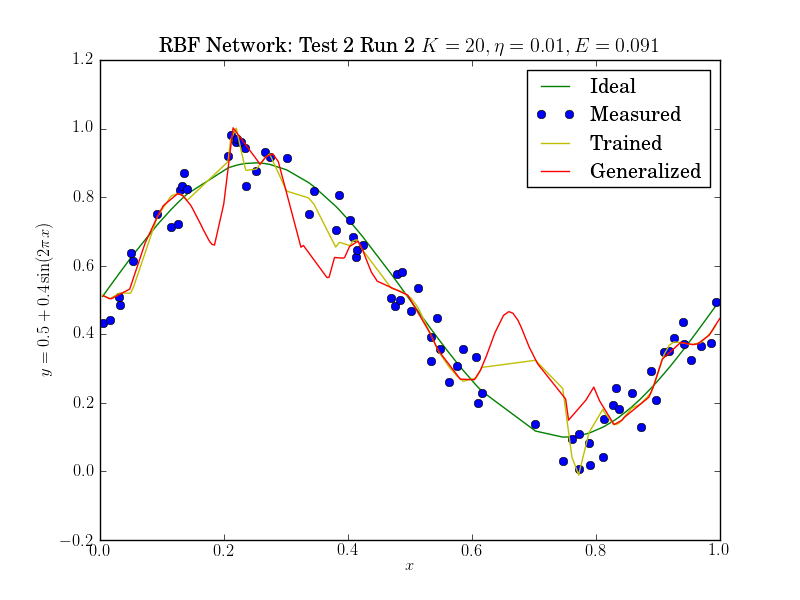 RBF Network: Test 2 Run 2 K = 20, η = 0.01, E = 0.091
1.2
1.0
0.8
0.6
0.4
0.2
0.0
−0.2
y = 0.5 + 0.4 sin(2πx)
Ideal
Measured
Trained
Generalized
0.0 0.2 0.4 0.6 0.8 1.0
x